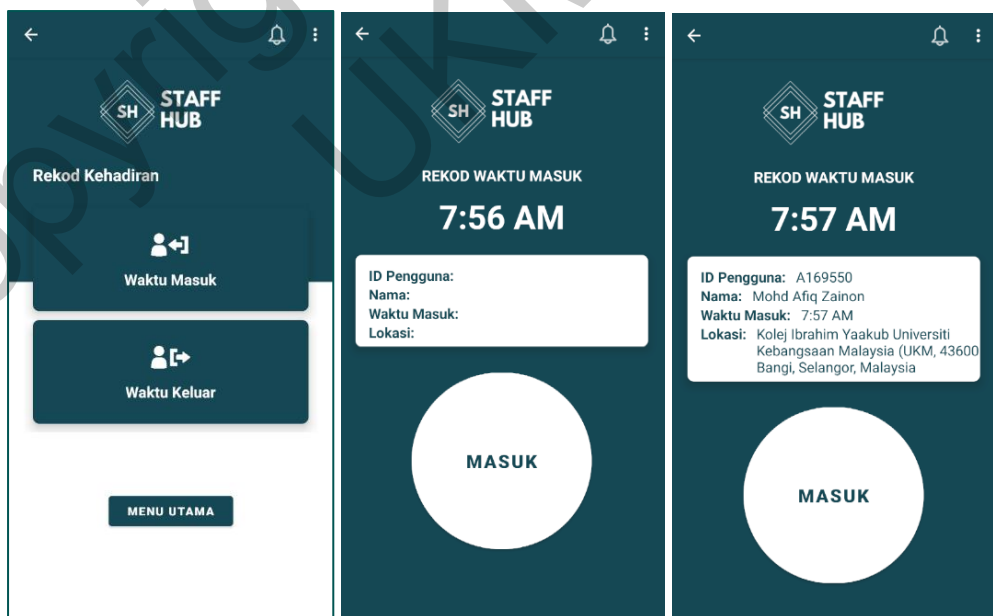 SH STAFF
HUB
Rekod Kehadiran
Waktu Masuk
Waktu Keluar
MENU UTAMA
SH STAFF
HUB
REKOD WAKTU MASUK
7:56 AM
ID Pengguna:
Nama:
Waktu Masuk:
Lokasi:
MASUK
SH STAFF
HUB
REKOD WAKTU MASUK
7:57 AM
ID Pengguna: A169550
Nama: Mohd Afiq Zainon
Waktu Masuk: 7:57 AM
Lokasi: Kolej Ibrahim Yaakub Universiti
Kebangsaan Malaysia (UKM, 43600
Bangi, Selangor, Malaysia
MASUK